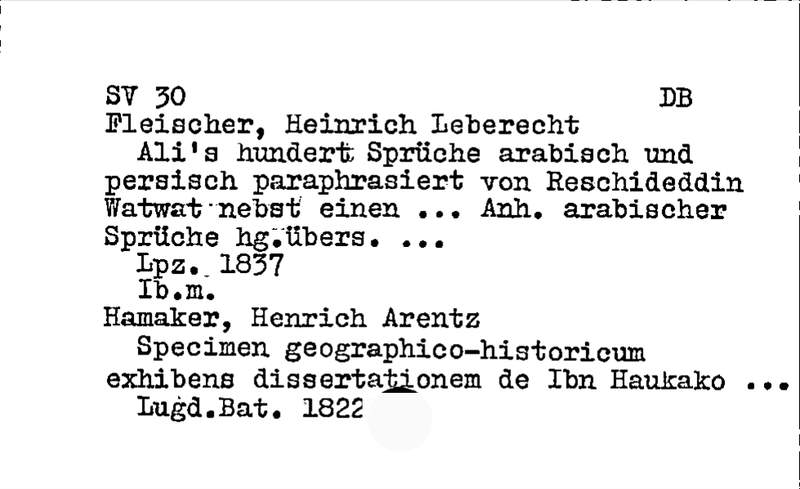 SV 30 DB
Fleischer, Heinrich Leberecht
Ali's hundert Sprüche arabisch und
persisch paraphrasiert von Reschideddin
Watwat nebst einen ... Anh. arabischer
Sprüche hg.übers. ...
Lpz. 1837
Ib.m.
Hamaker, Henrich Arentz
Specimen geographico-historicum
exhibens dissertationem de Ibn Haukako ...
Lugd.Bat. 1822